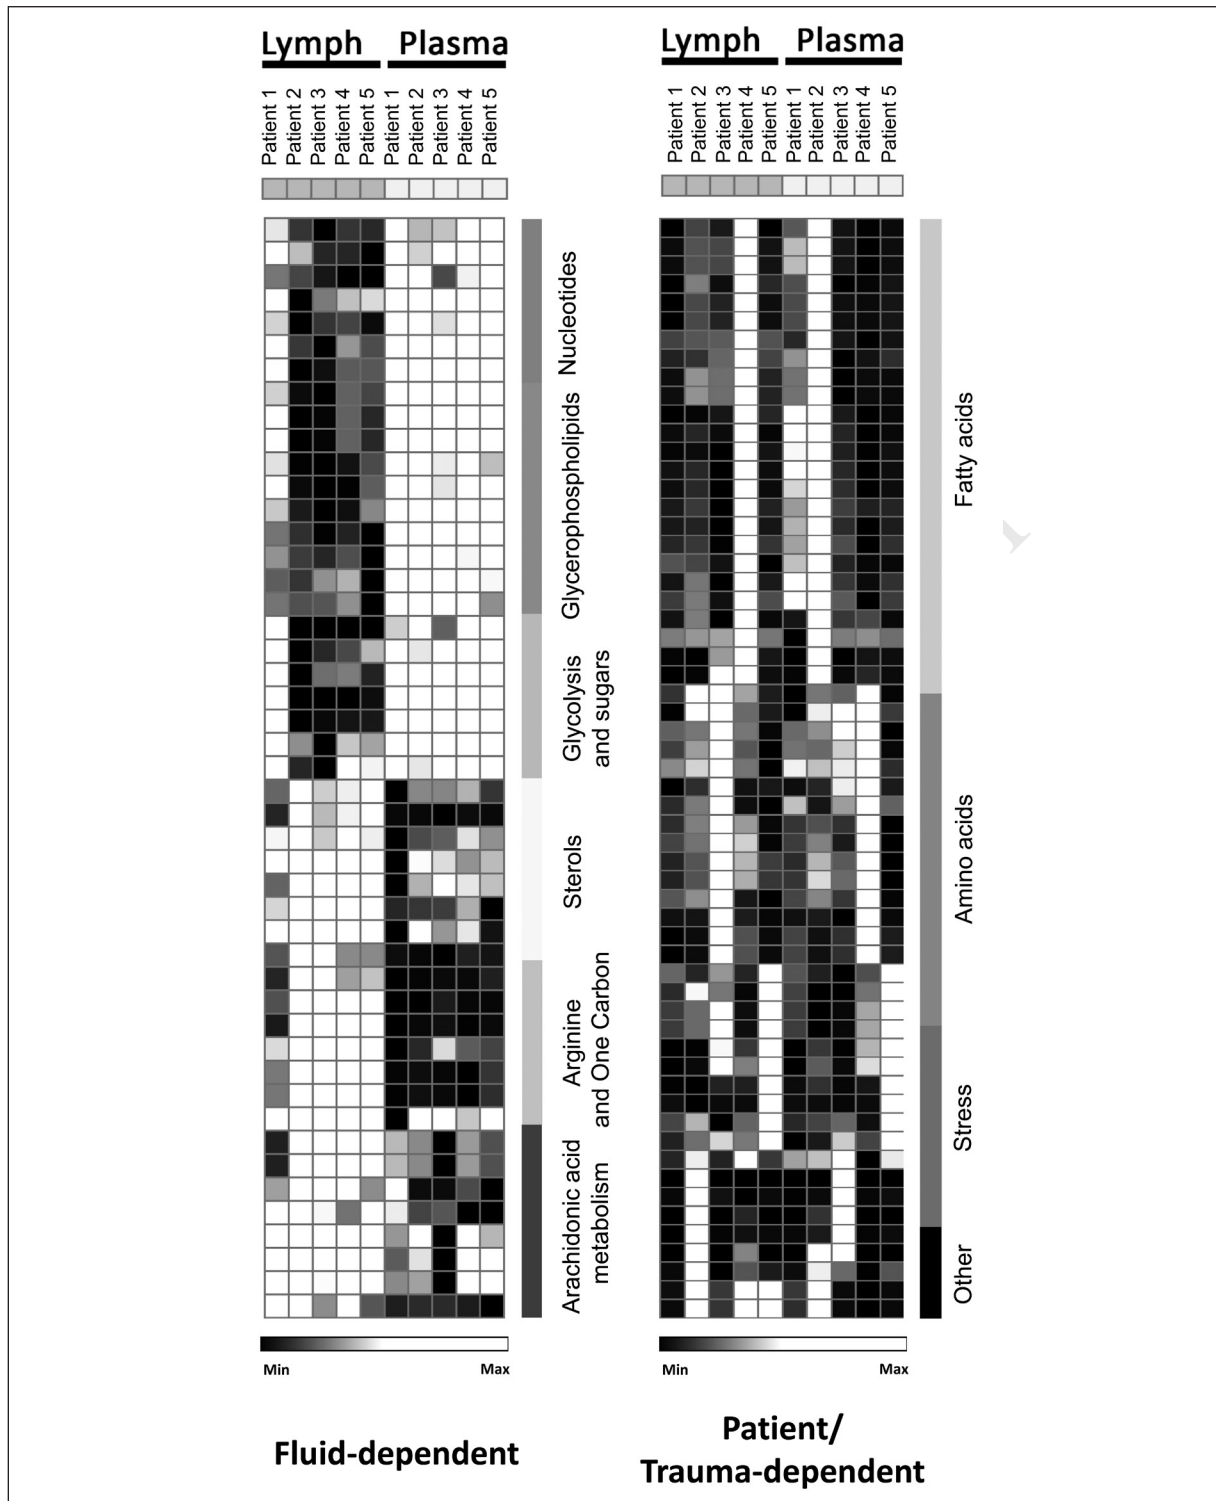 Lymph Plasma
Patient 1
Patient 2
Patient 3
Patient 4
Patient 5
Patient 1
Patient 2
Patient 3
Patient 4
Patient 5
Nucleotides
Glycerophospholipids
Glycolysis
and sugars
Sterols
Arginine
and One Carbon
Arachidonic acid
metabolism
Min Max
Fluid-dependent
Lymph Plasma
Patient 1
Patient 2
Patient 3
Patient 4
Patient 5
Patient 1
Patient 2
Patient 3
Patient 4
Patient 5
Fatty acids
Amino acids
Stress
Other
Min Max
Patient/
Trauma-dependent